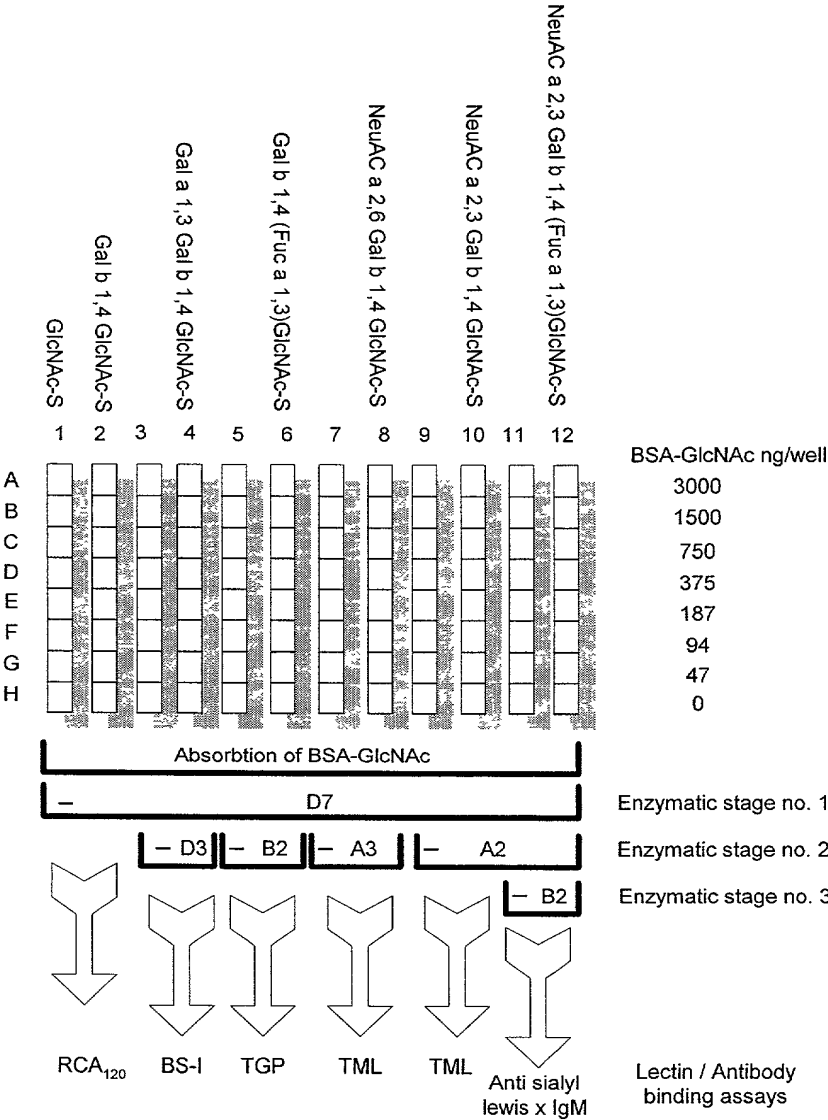 GlcNAc-S
Gal b 1,4 GlcNAc-S
Gal a 1,3 Gal b 1,4 GlcNAc-S
Gal b 1,4 (Fuc a 1,3)GlcNAc-S
NeuAC a 2,6 Gal b 1,4 GlcNAc-S
NeuAC a 2,3 Gal b 1,4 GlcNAc-S
NeuAC a 2,3 Gal b 1,4 (Fuc a 1,3)GlcNAc-S
1 2 3 4 5 6 7 8 9 10 11 12
BSA-GlcNAc ng/well
A 3000
B 1500
C 750
D 375
E 187
F 94
G 47
H 0
Absorbtion of BSA-GlcNAc
– D7 Enzymatic stage no. 1
– D3 – B2 – A3 – A2 Enzymatic stage no. 2
– B2 Enzymatic stage no. 3
RCA120 BS-I TGP TML TML
Anti sialyl
lewis x IgM
Lectin / Antibody
binding assays